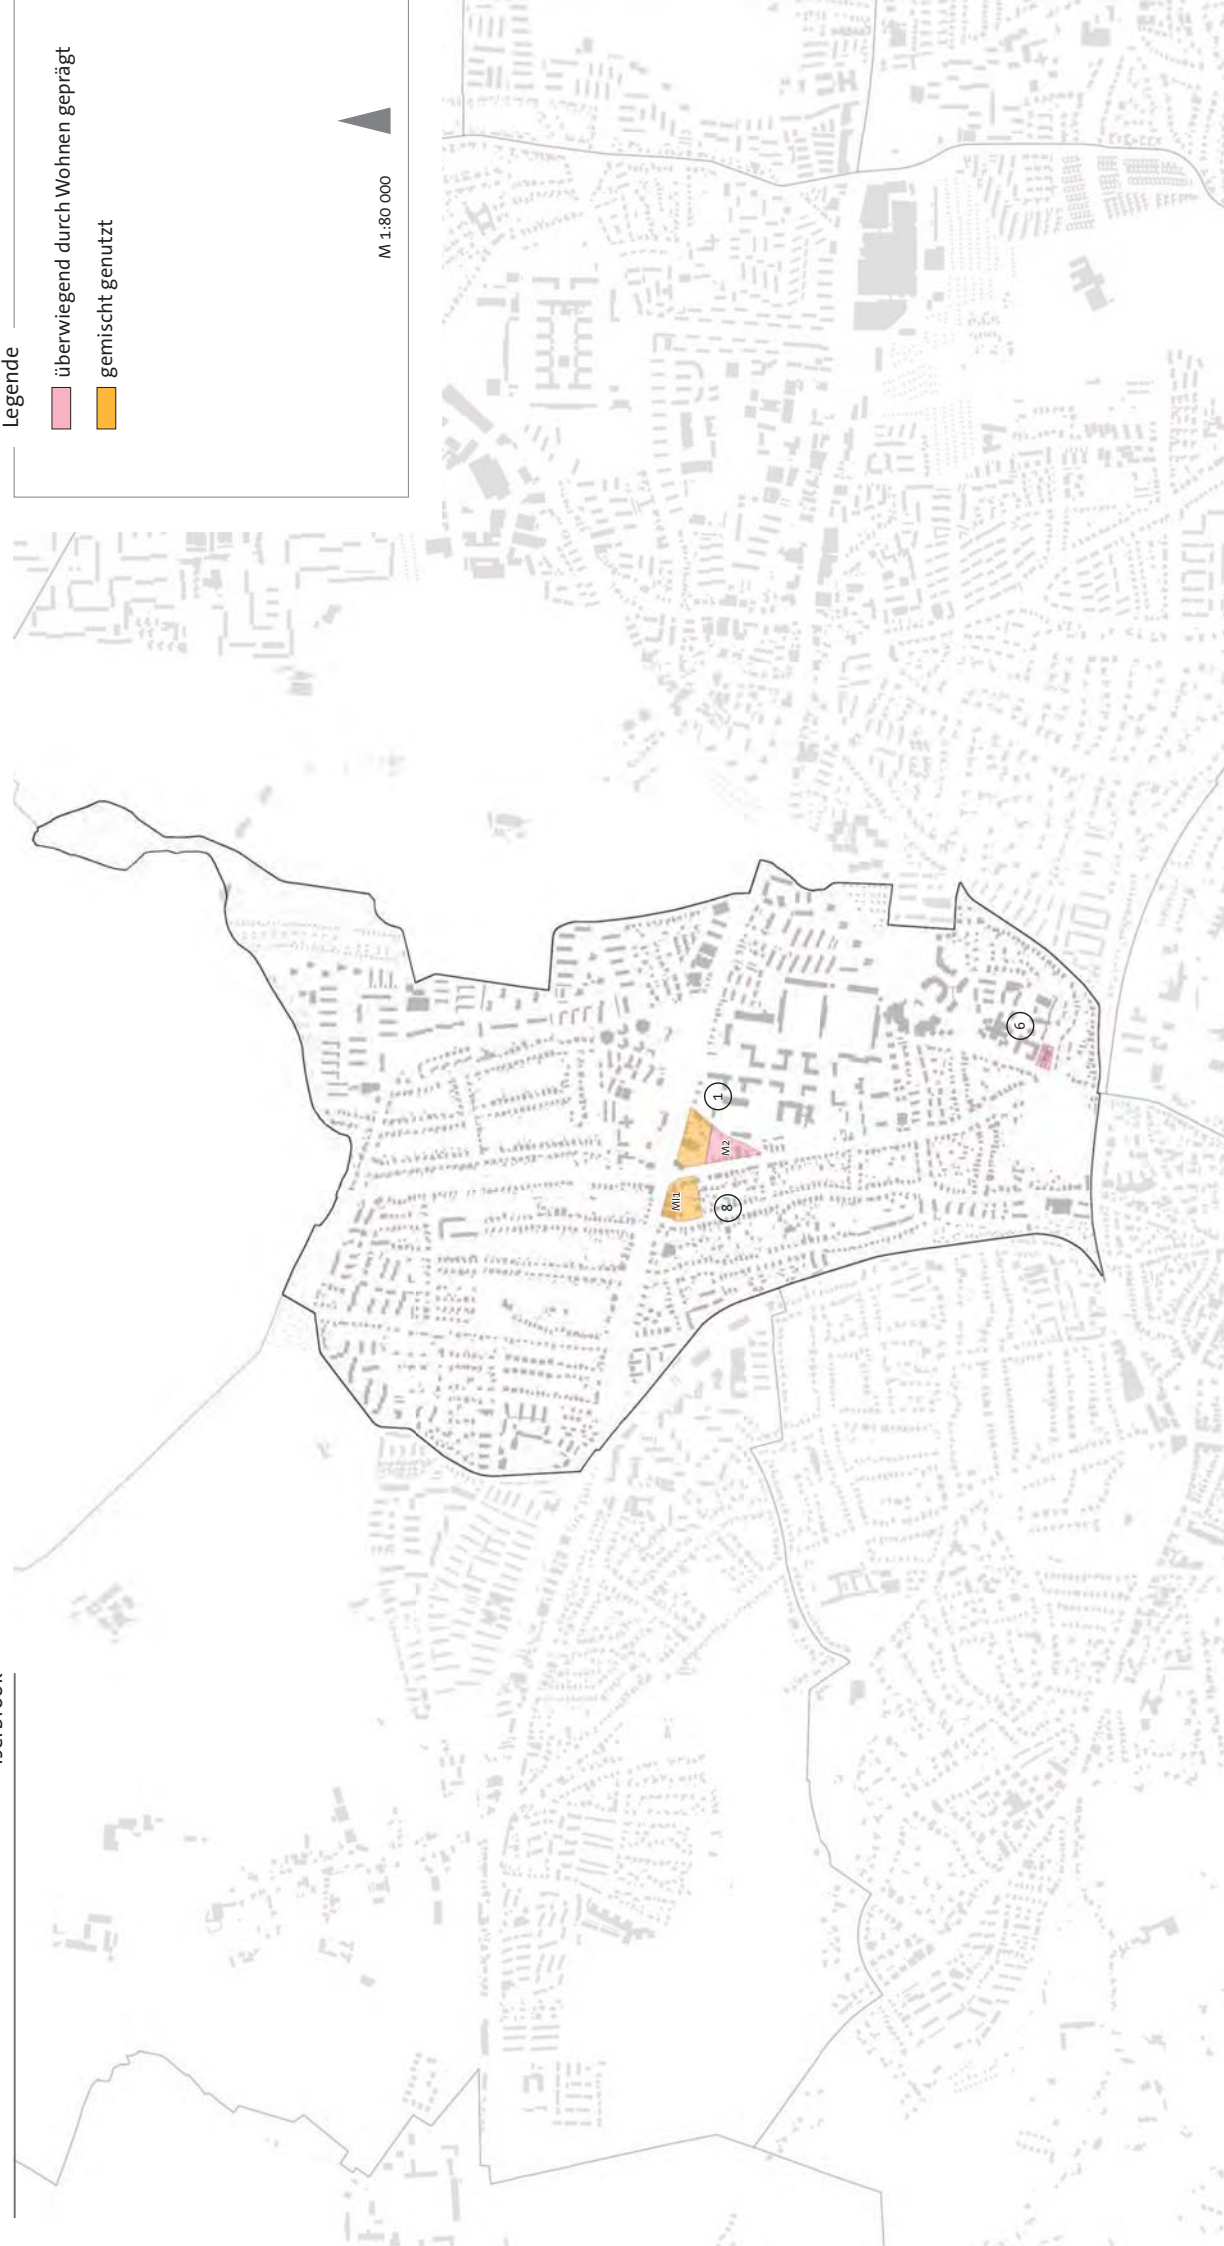 Legende
überwiegend durch Wohnen geprägt
gemischt genutzt
M 1:80 000
MI1
M2
1
8
6